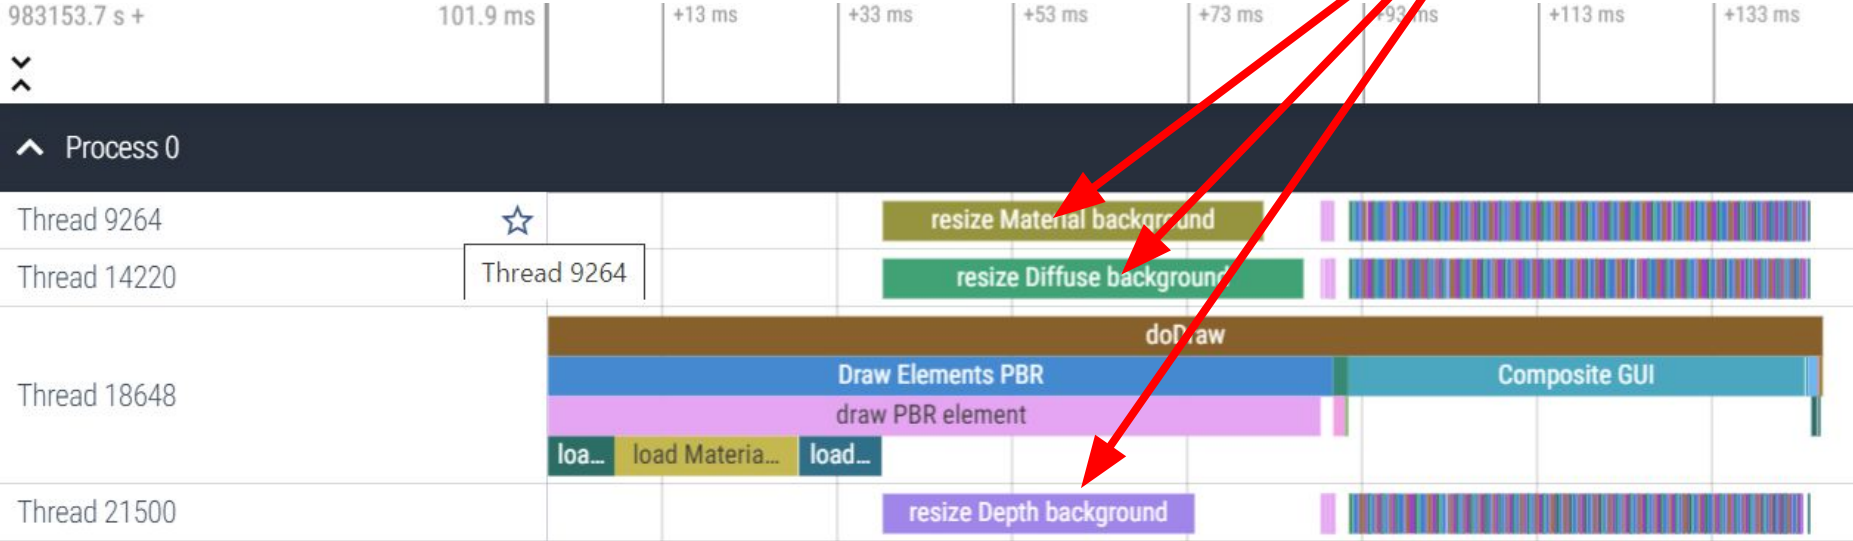 983153.7 s +
101.9 ms
+13 ms
+33 ms
+53 ms
+73 ms
+93 ms
+113 ms
+133 ms
Process 0
Thread 9264
resize Material background
Thread 9264
Thread 14220
resize Diffuse background
doDraw
Draw Elements PBR
Composite GUI
Thread 18648
draw PBR element
loa...
load Materia...
load...
Thread 21500
resize Depth background